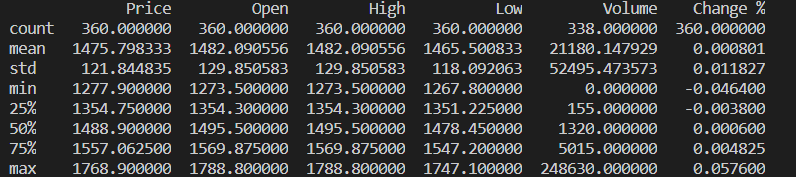 Price Open High Low Volume Change %
count 360.000000 360.000000 360.000000 360.000000 338.000000 360.000000
mean 1475.798333 1482.090556 1482.090556 1465.500833 21180.147929 0.000801
std 121.844835 129.850583 129.850583 118.092063 52495.473573 0.011827
min 1277.900000 1273.500000 1273.500000 1267.800000 0.000000 -0.046400
25% 1354.750000 1354.300000 1354.300000 1351.225000 155.000000 -0.003800
50% 1488.900000 1495.500000 1495.500000 1478.450000 1320.000000 0.000600
75% 1557.062500 1569.875000 1569.875000 1547.200000 5015.000000 0.004825
max 1768.900000 1788.800000 1788.800000 1747.100000 248630.000000 0.057600